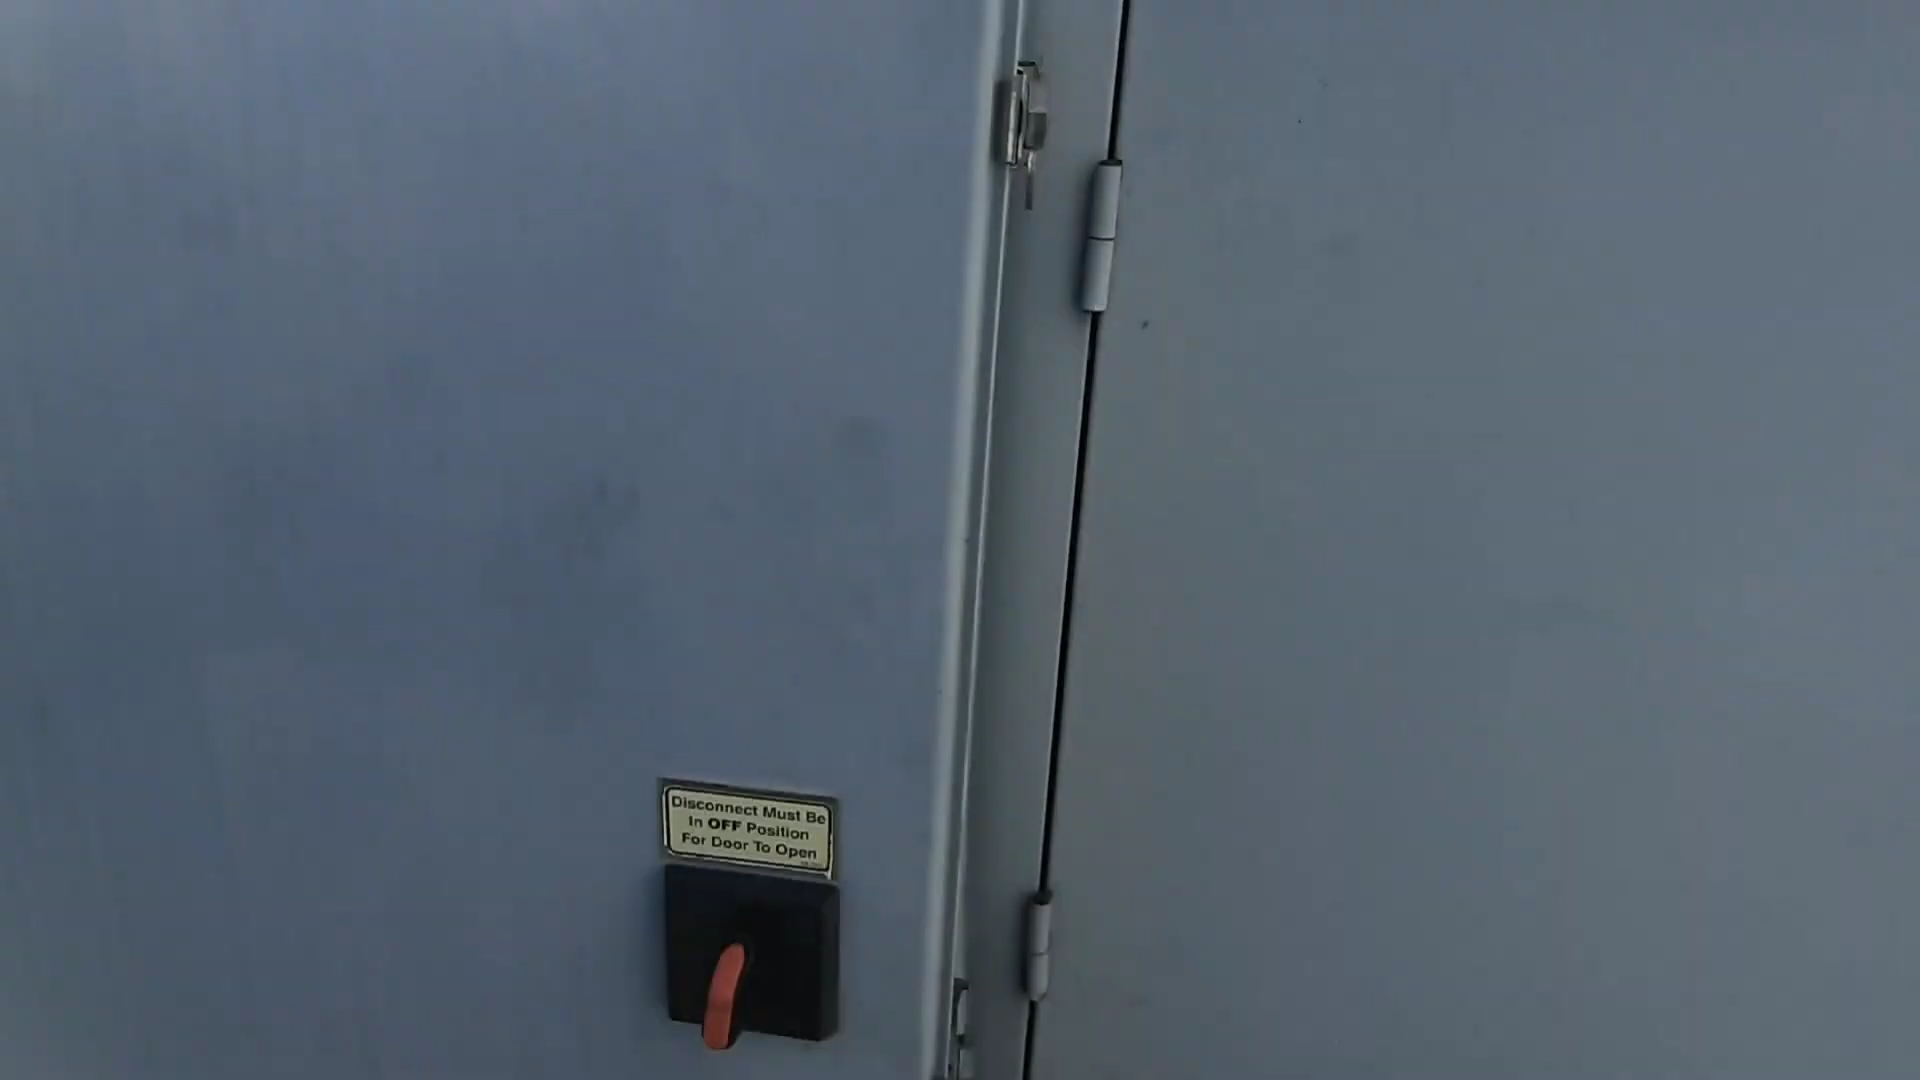 Disconnect Must Be
In OFF Position
For Door To Open